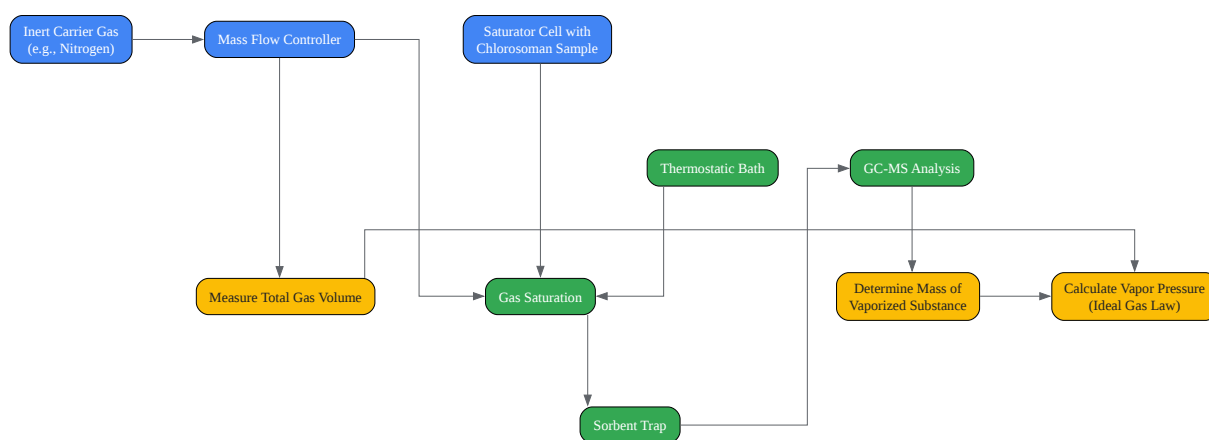 Inert Carrier Gas
(e.g., Nitrogen)
Mass Flow Controller
Saturator Cell with
Chlorosoman Sample
Thermostatic Bath
GC-MS Analysis
Measure Total Gas Volume
Gas Saturation
Determine Mass of
Vaporized Substance
Calculate Vapor Pressure
(Ideal Gas Law)
Sorbent Trap